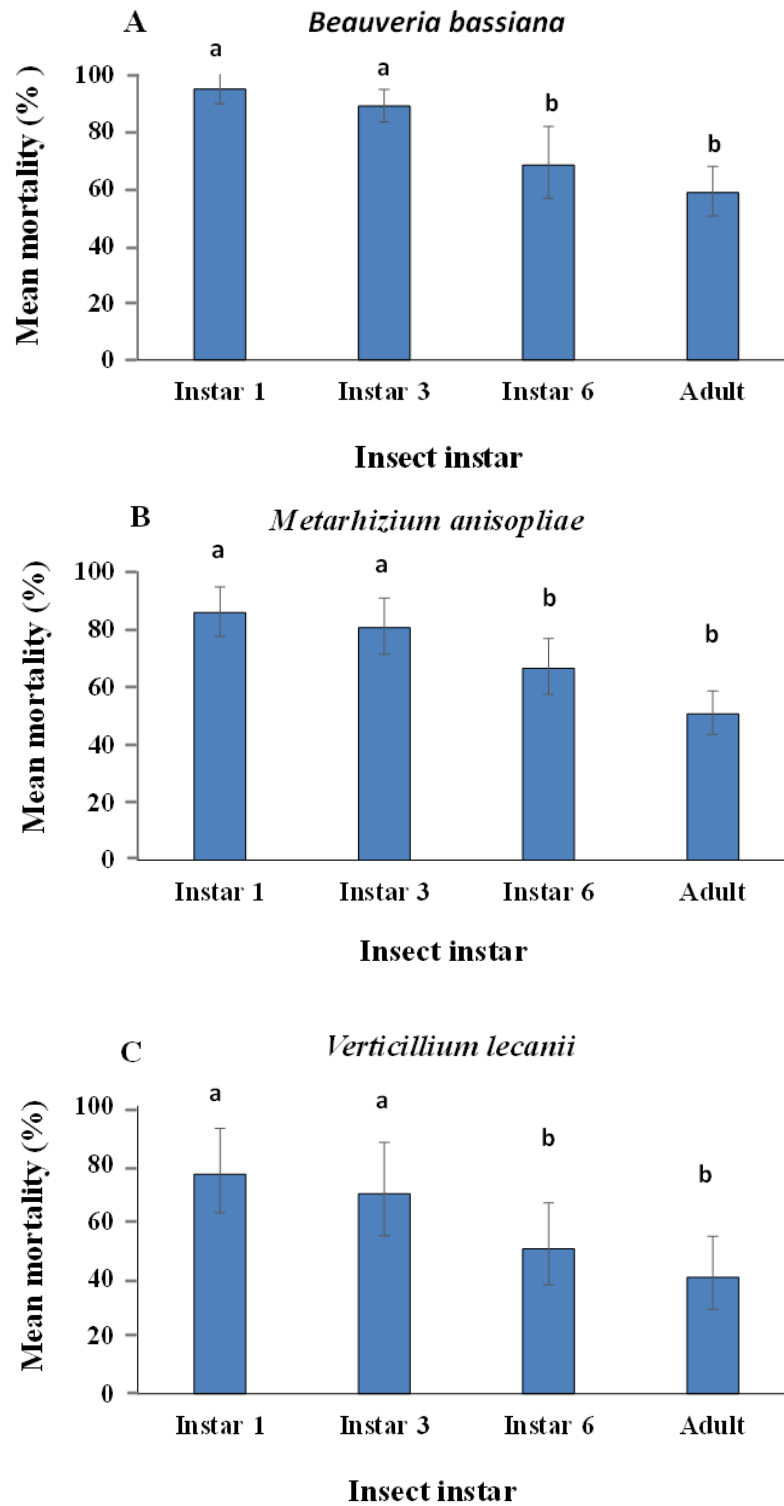 A
Beauveria bassiana
a
a
b
b
100
80
60
40
20
0
Mean mortality (% )
Instar 1 Instar 3 Instar 6 Adult
Insect instar
B
Metarhizium anisopliae
a
a
b
b
100
80
60
40
20
0
Mean mortality (%)
Instar 1 Instar 3 Instar 6 Adult
Insect instar
C
Verticillium lecanii
a
a
b
b
100
80
60
40
20
0
Mean mortality (%)
Instar 1 Instar 3 Instar 6 Adult
Insect instar